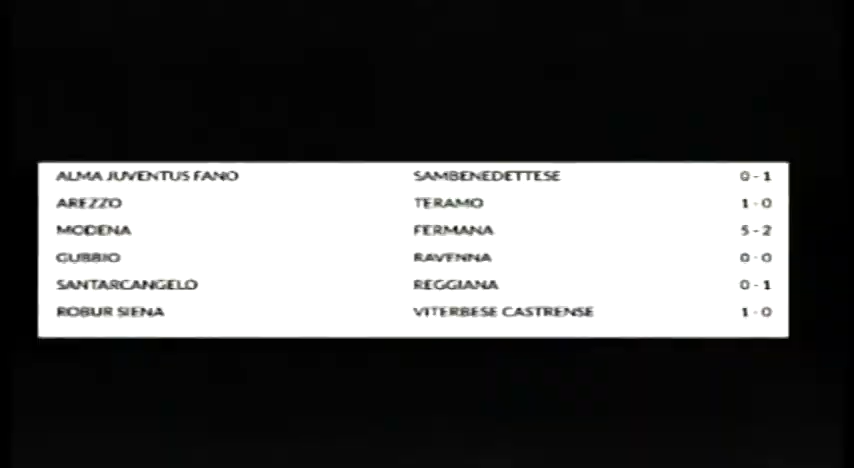 ALMA JUVENTUS FANO SAMBENEDETTESE 0 - 1
AREZZO TERAMO 1 - 0
MODENA FERMANA 5 - 2
GUBBIO RAVENNA 0 - 0
SANTARCANGELO REGGIANA 0 - 1
ROBUR SIENA VITERBESE CASTRENSE 1 - 0